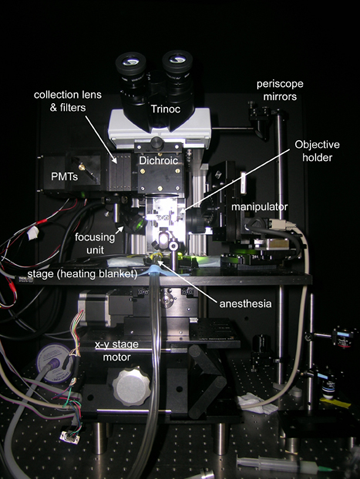 Trinoc
periscope
mirrors
collection lens
& filters
Dichroic
Objective
holder
PMTs
manipulator
focusing
unit
stage (heating blanket)
anesthesia
x-y stage
motor